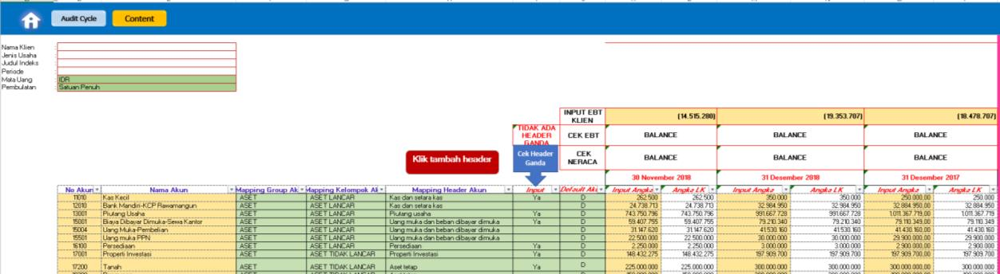 Audit Cycle Content
Nama Klien :
Jenis Usaha :
Judul Indeks :
Periode :
Mata Uang : IDR
Pembulatan : Satuan Penuh
INPUT EBT KLIEN (14.515.280) (19.353.707) (18.478.707)
TIDAK ADA HEADER GANDA CEK EBT BALANCE BALANCE BALANCE
Klik tambah header Cek Header Ganda CEK NERACA BALANCE BALANCE BALANCE
30 November 2018 31 Desember 2018 31 Desember 2017
No Akun Nama Akun Mapping Group Ak Mapping Kelompok Ak Mapping Header Akun Input Default Ak Input Angka Angka LK Input Angka Angka LK Input Angka Angka LK
11010 Kas Kecil ASET ASET LANCAR Kas dan setara kas Ya D 262.500 262.500 350.000 350.000 250.000,00 250.000
12010 Bank Mandiri-KCP Rawamangun ASET ASET LANCAR Kas dan setara kas D 24.738.713 24.738.713 32.984.950 32.984.950 32.884.950,00 32.884.950
13001 Piutang Usaha ASET ASET LANCAR Piutang usaha Ya D 743.750.796 743.750.796 991.667.728 991.667.728 1.011.367.719,00 1.011.367.719
15001 Biaya Dibayar Dimuka-Sewa Kantor ASET ASET LANCAR Uang muka dan beban dibayar dimuka Ya D 59.407.755 59.407.755 79.210.340 79.210.340 79.110.349,00 79.110.349
15004 Uang Muka-Pembelian ASET ASET LANCAR Uang muka dan beban dibayar dimuka D 31.147.620 31.147.620 41.530.160 41.530.160 41.430.160,00 41.430.160
15501 Uang muka PPN ASET ASET LANCAR Uang muka dan beban dibayar dimuka D 22.500.000 22.500.000 30.000.000 30.000.000 29.900.000,00 29.900.000
16100 Persediaan ASET ASET LANCAR Persediaan Ya D 2.250.000 2.250.000 3.000.000 3.000.000 2.900.000,00 2.900.000
17001 Properti Investasi ASET ASET TIDAK LANCAR Properti Investasi Ya D 148.432.275 148.432.275 197.909.700 197.909.700 197.909.700,00 197.909.700
17200 Tanah ASET ASET TIDAK LANCAR Aset tetap Ya D 225.000.000 225.000.000 300.000.000 300.000.000 300.000.000,00 300.000.000